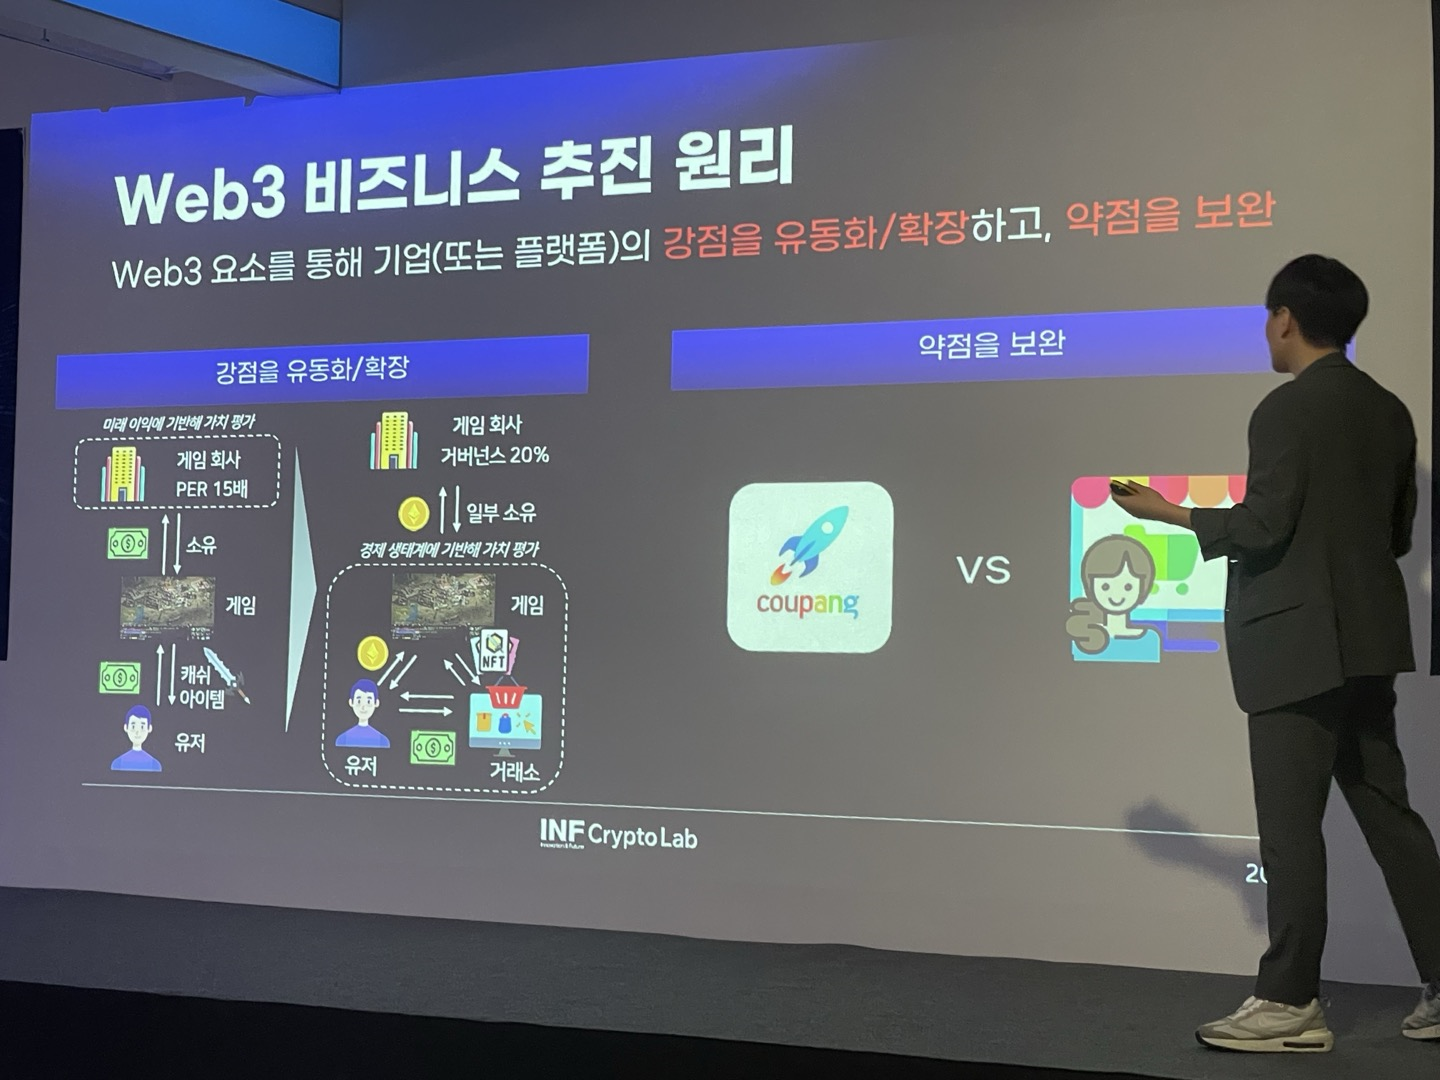 Web3 비즈니스 추진 원리
Web3 요소를 통해 기업(또는 플랫폼)의 강점을 유동화/확장하고, 약점을 보완
강점을 유동화/확장
미래 이익에 기반해 가치 평가
게임 회사
PER 15배
소유
게임
캐쉬
아이템
유저
게임 회사
거버넌스 20%
일부 소유
경제 생태계에 기반해 가치 평가
게임
NFT
유저
거래소
약점을 보완
coupang
VS
INF CryptoLab